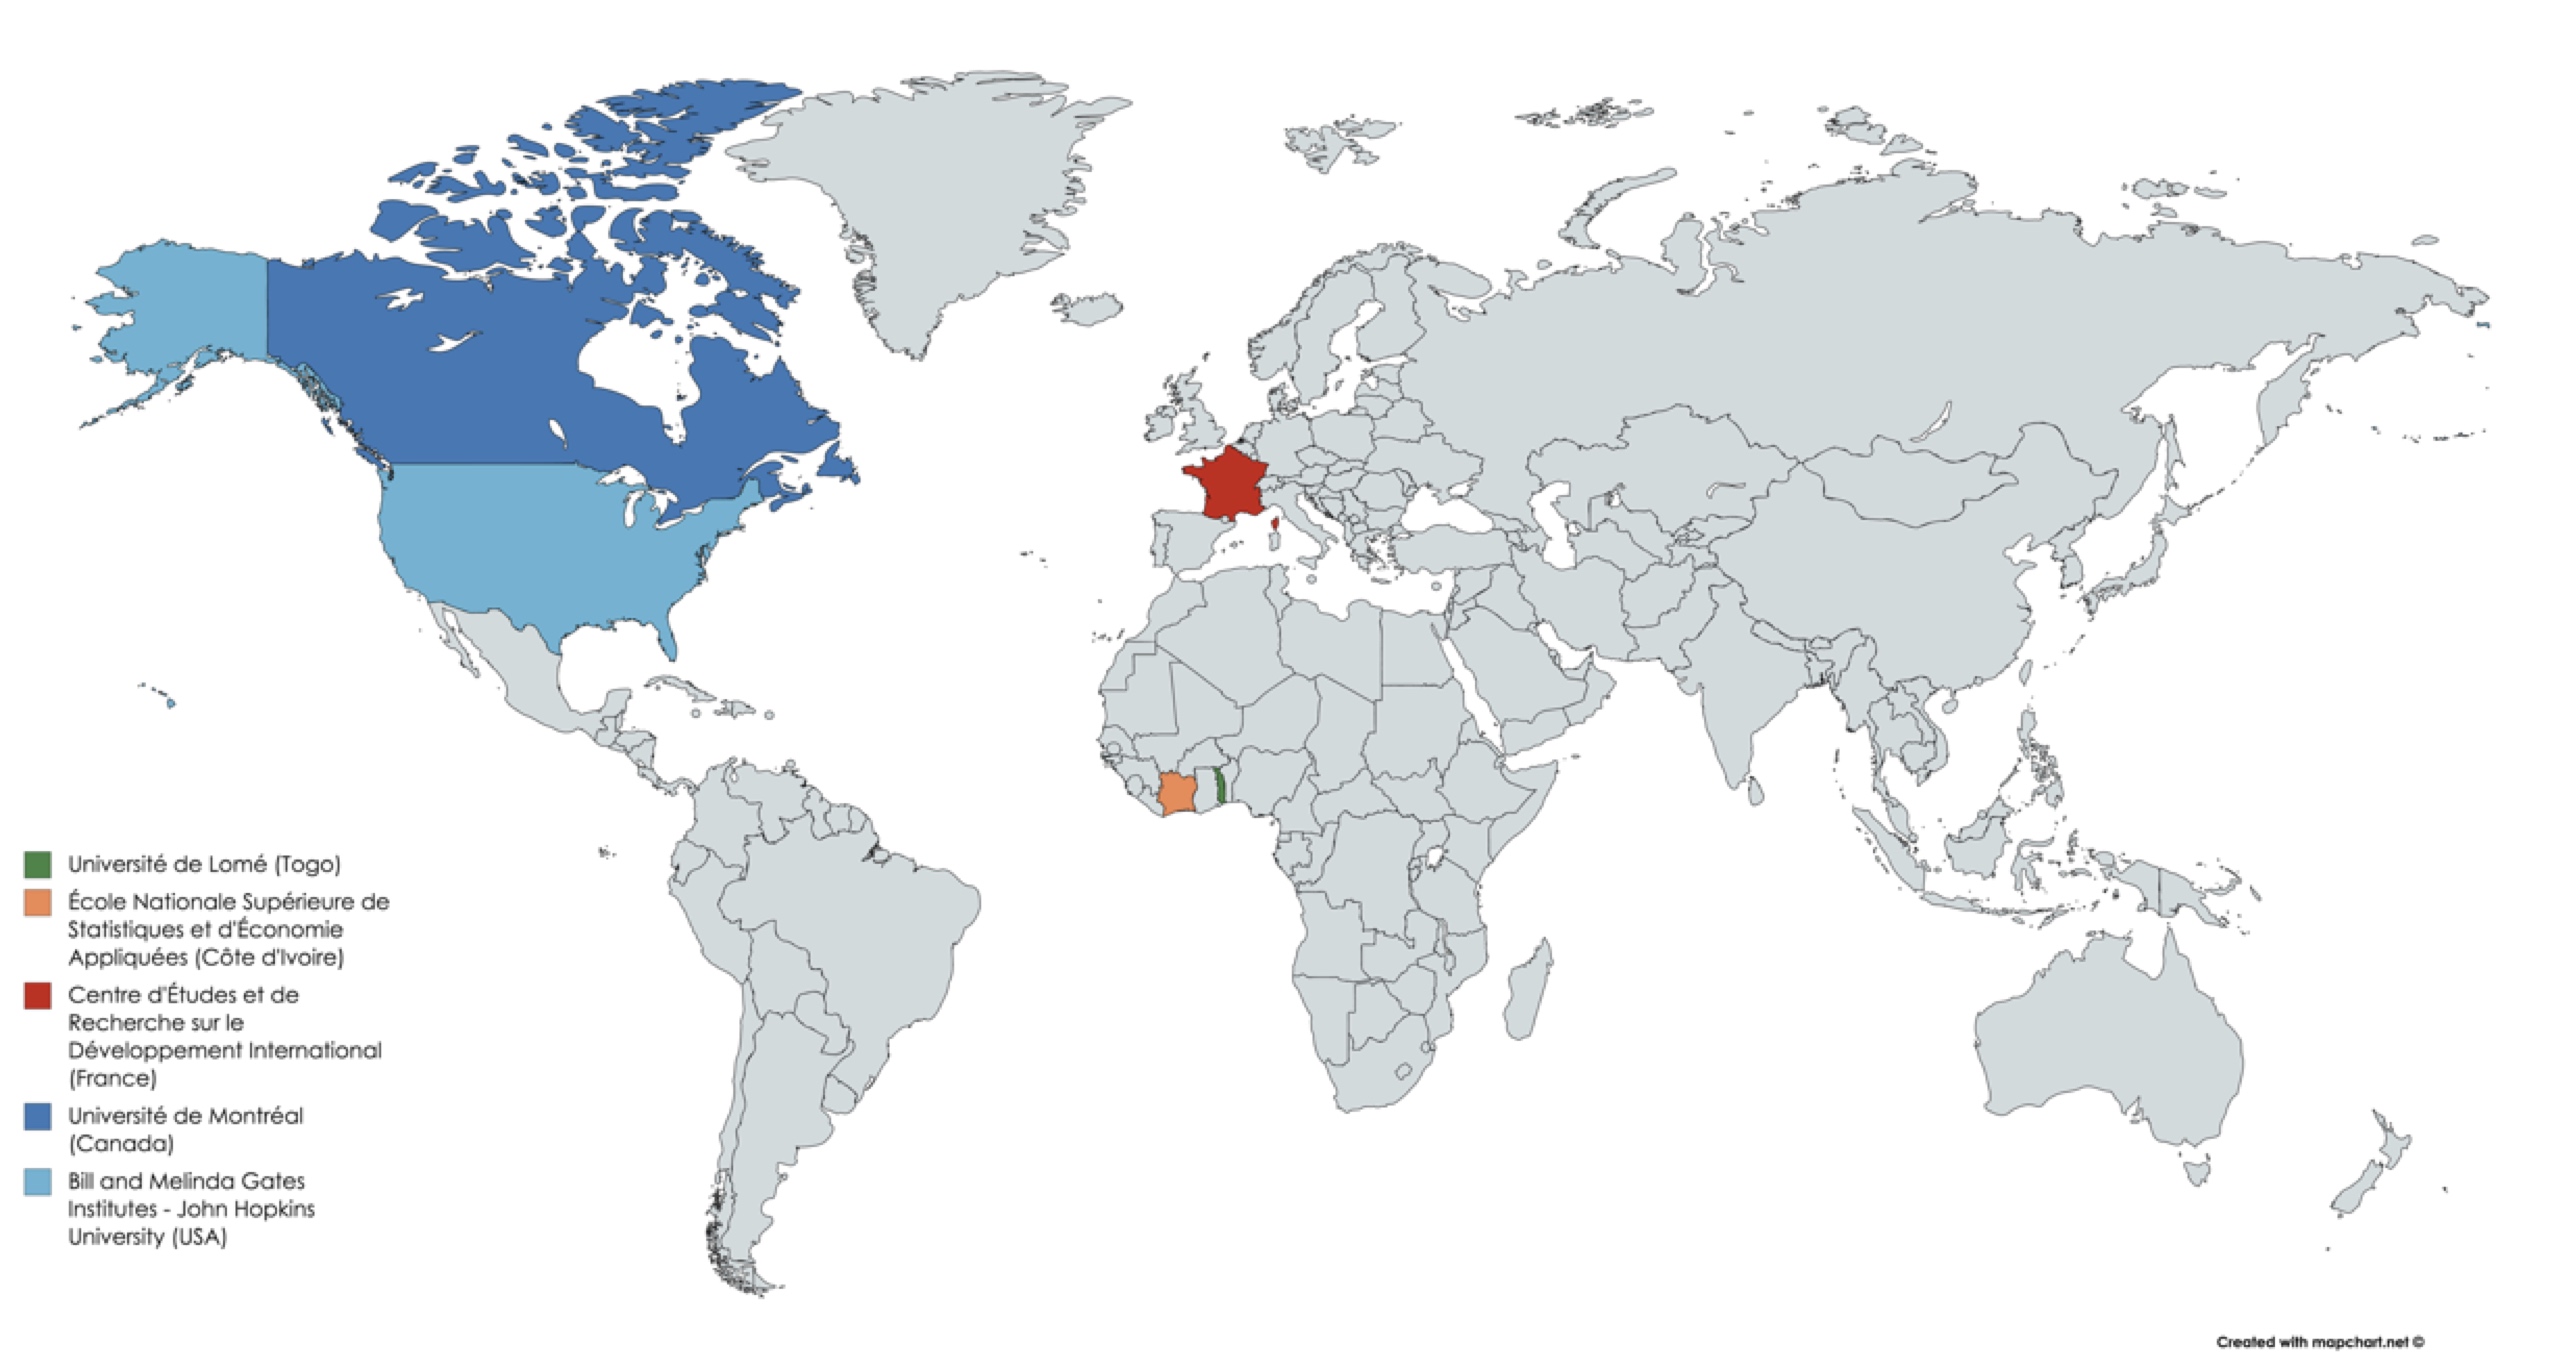 Université de Lomé (Togo)
École Nationale Supérieure de
Statistiques et d'Économie
Appliquées (Côte d'Ivoire)
Centre d'Études et de
Recherche sur le
Développement International
(France)
Université de Montréal
(Canada)
Bill and Melinda Gates
Institutes - John Hopkins
University (USA)
Created with mapchart.net ©